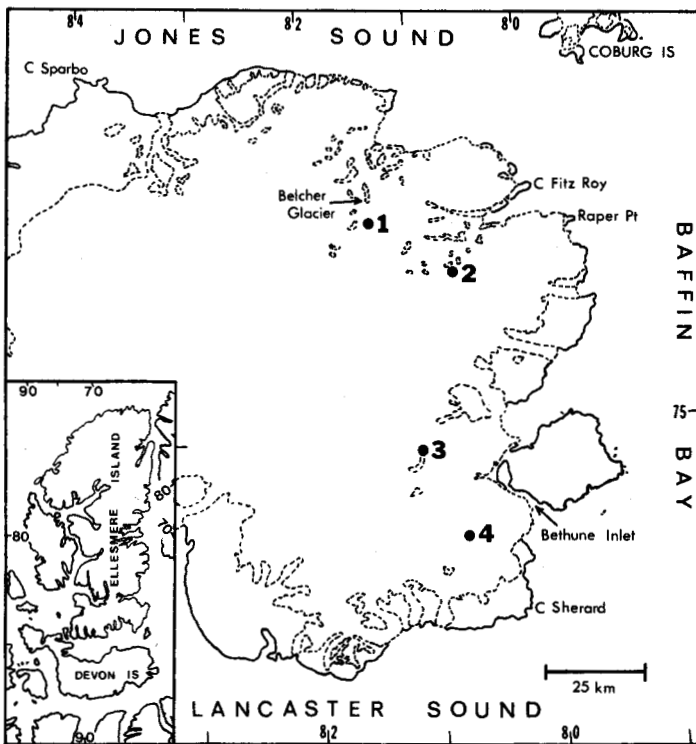 84 82 80
JONES SOUND
COBURG IS
C Sparbo
C Fitz Roy
Belcher
Glacier
1
Raper Pt
2
BAFFIN BAY
90 70
75
ELLESMERE ISLAND
3
80
70
80
4
Bethune Inlet
C Sherard
DEVON IS
25 km
LANCASTER SOUND
90
82 80